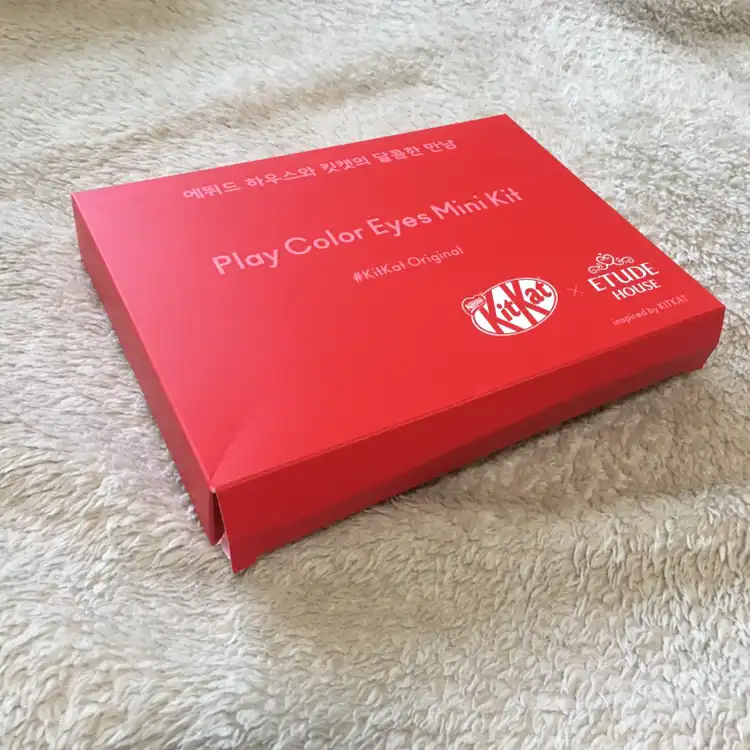 에뛰드 하우스와 킷캣의 달콤한 만남
Play Color Eyes Mini Kit
#KitKat Original
Nestlé
KitKat
×
ETUDE
HOUSE
inspired by KITKAT